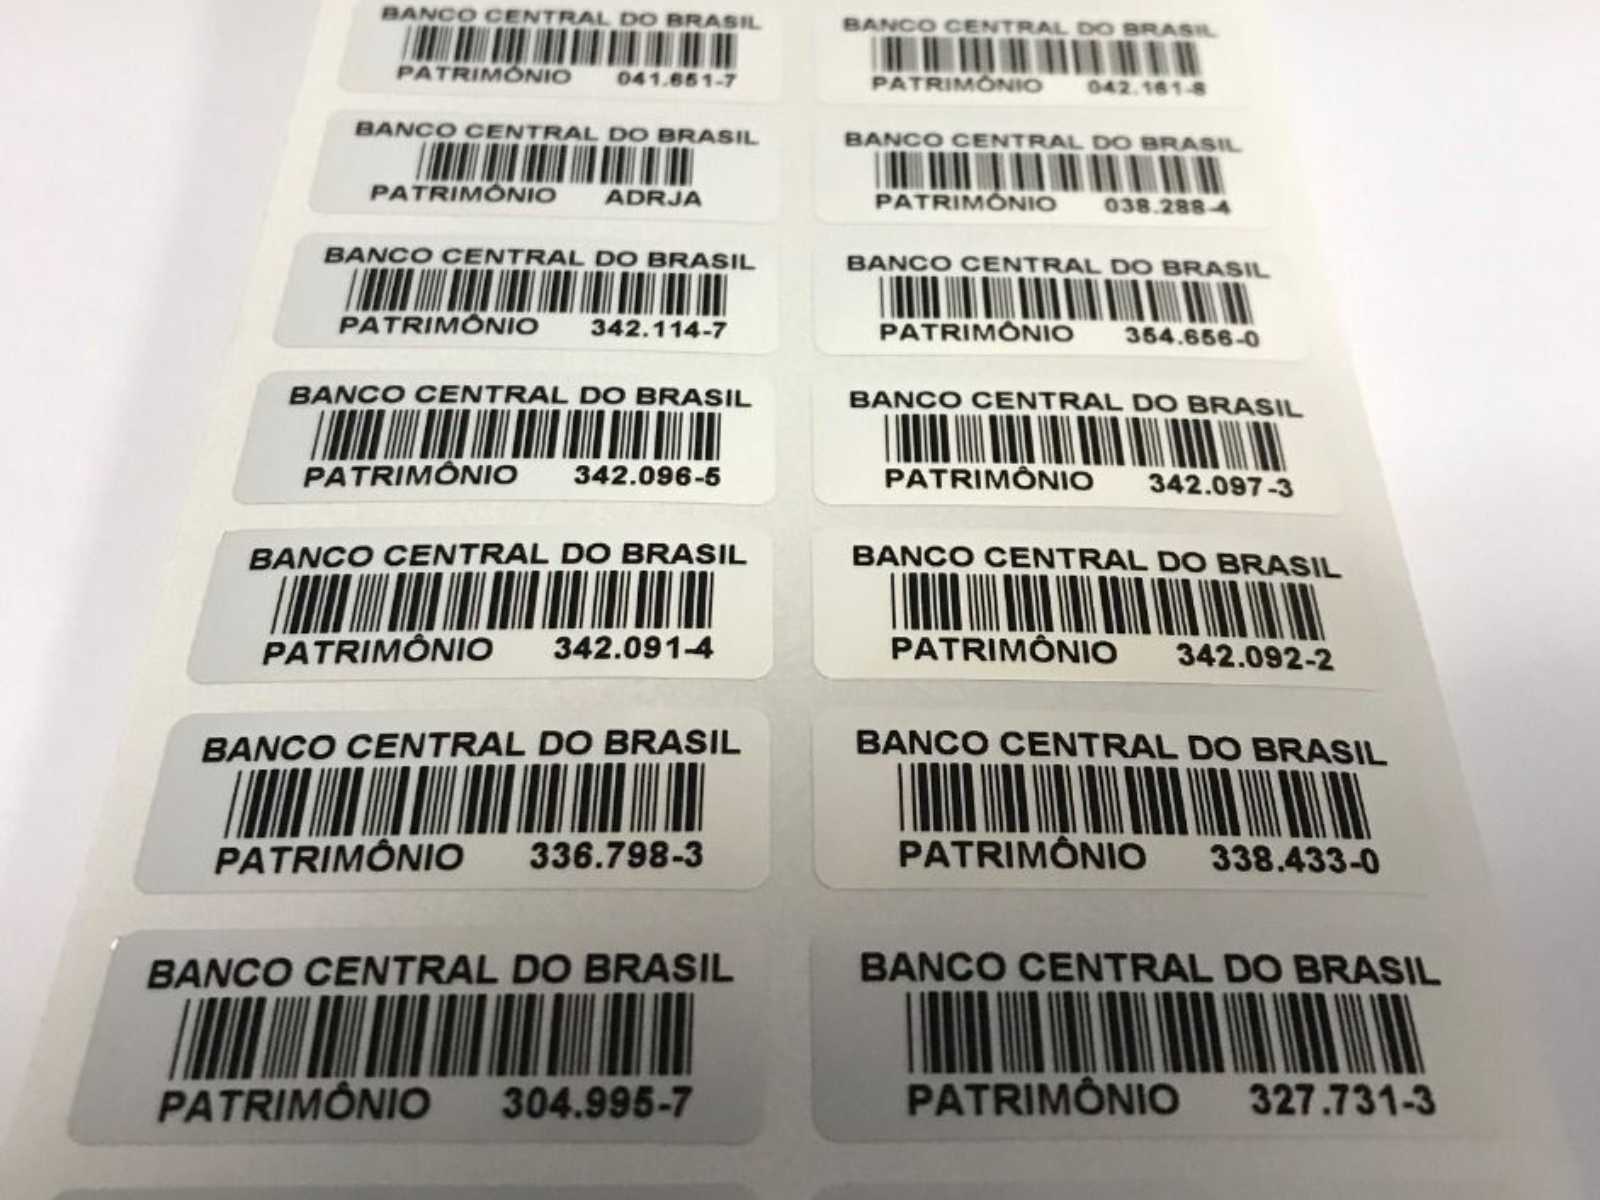 BANCO CENTRAL DO BRASIL
PATRIMÔNIO 041.651-7
BANCO CENTRAL DO BRASIL
PATRIMÔNIO 042.161-8
BANCO CENTRAL DO BRASIL
PATRIMÔNIO ADRJA
BANCO CENTRAL DO BRASIL
PATRIMÔNIO 038.288-4
BANCO CENTRAL DO BRASIL
PATRIMÔNIO 342.114-7
BANCO CENTRAL DO BRASIL
PATRIMÔNIO 354.656-0
BANCO CENTRAL DO BRASIL
PATRIMÔNIO 342.096-5
BANCO CENTRAL DO BRASIL
PATRIMÔNIO 342.097-3
BANCO CENTRAL DO BRASIL
PATRIMÔNIO 342.091-4
BANCO CENTRAL DO BRASIL
PATRIMÔNIO 342.092-2
BANCO CENTRAL DO BRASIL
PATRIMÔNIO 336.798-3
BANCO CENTRAL DO BRASIL
PATRIMÔNIO 338.433-0
BANCO CENTRAL DO BRASIL
PATRIMÔNIO 304.995-7
BANCO CENTRAL DO BRASIL
PATRIMÔNIO 327.731-3